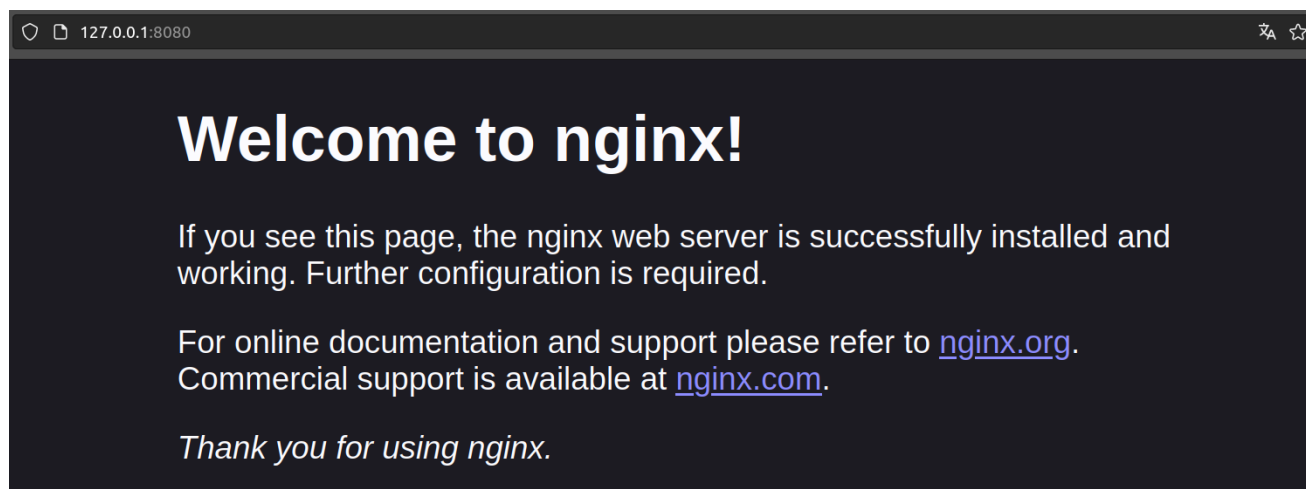 127.0.0.1:8080
Welcome to nginx!
If you see this page, the nginx web server is successfully installed and
working. Further configuration is required.
For online documentation and support please refer to nginx.org.
Commercial support is available at nginx.com.
Thank you for using nginx.